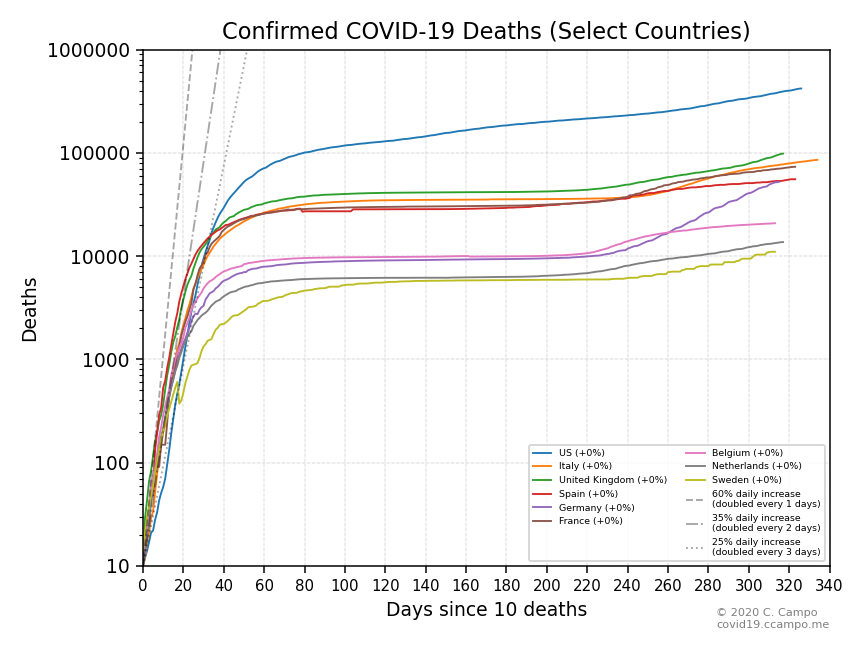 Confirmed COVID-19 Deaths (Select Countries)
1000000
100000
10000
1000
100
10
Deaths
0 20 40 60 80 100 120 140 160 180 200 220 240 260 280 300 320 340
Days since 10 deaths
US (+0%)
Italy (+0%)
United Kingdom (+0%)
Spain (+0%)
Germany (+0%)
France (+0%)
Belgium (+0%)
Netherlands (+0%)
Sweden (+0%)
60% daily increase
(doubled every 1 days)
35% daily increase
(doubled every 2 days)
25% daily increase
(doubled every 3 days)
© 2020 C. Campo
covid19.ccampo.me